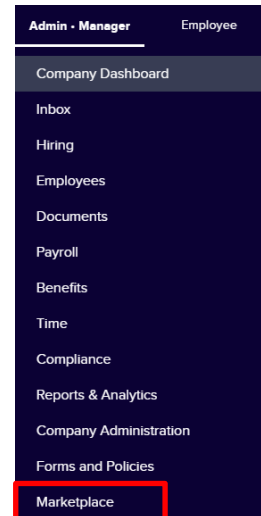 Admin - Manager
Employee
Company Dashboard
Inbox
Hiring
Employees
Documents
Payroll
Benefits
Time
Compliance
Reports & Analytics
Company Administration
Forms and Policies
Marketplace